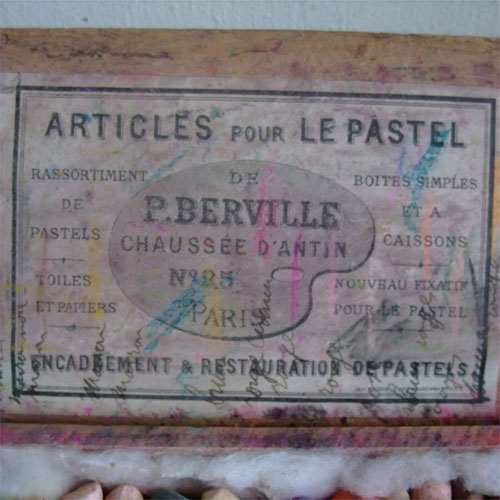 ARTICLES POUR LE PASTEL
RASSORTIMENT
DE
PASTELS
TOILES
ET PAPIERS
DE
P. BERVILLE
CHAUSSÉE D'ANTIN
No 25
PARIS
BOITES SIMPLES
ET A
CAISSONS
NOUVEAU FIXATIF
POUR LE PASTEL
ENCADREMENT & RESTAURATION DE PASTELS